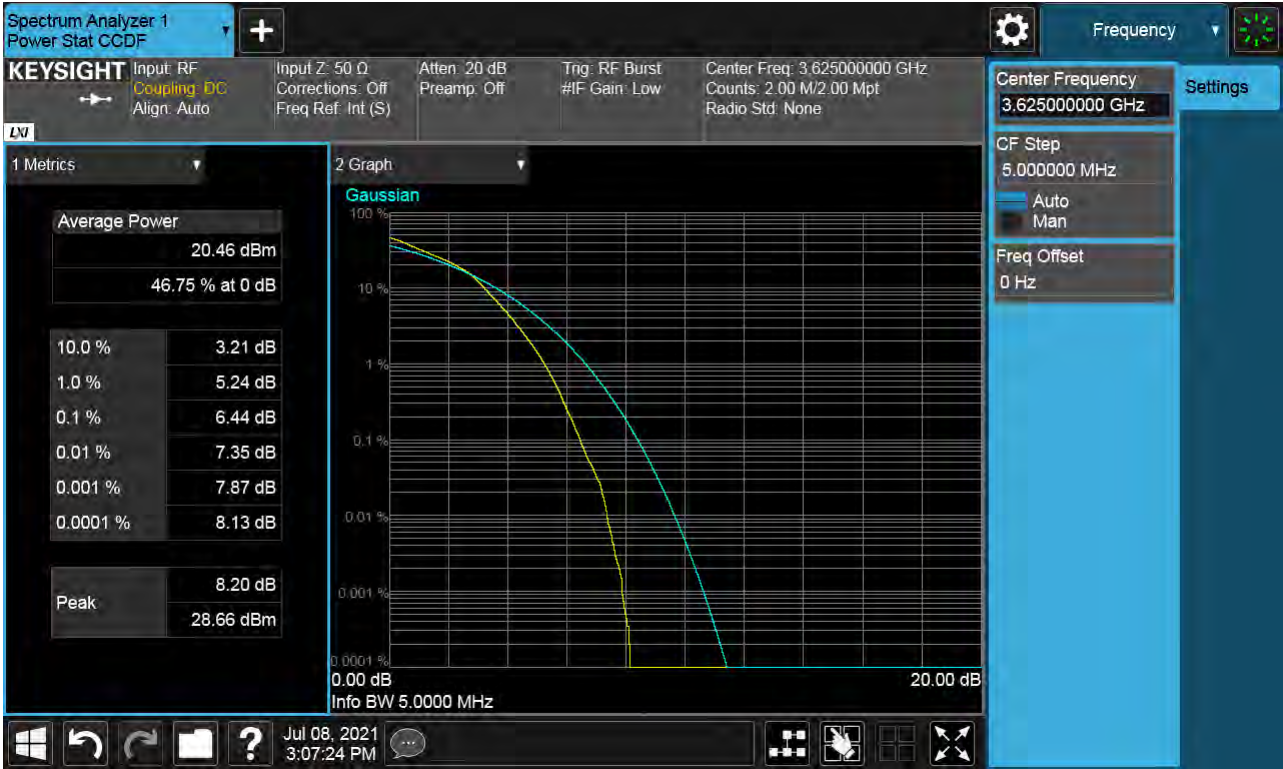 Spectrum Analyzer 1
Power Stat CCDF
+
Frequency
KEYSIGHT
LXI
Input: RF
Coupling: DC
Align: Auto
Input Z: 50 Ω
Corrections: Off
Freq Ref: Int (S)
Atten: 20 dB
Preamp: Off
Trig: RF Burst
#IF Gain: Low
Center Freq: 3.625000000 GHz
Counts: 2.00 M/2.00 Mpt
Radio Std: None
Center Frequency
3.625000000 GHz
Settings
CF Step
5.000000 MHz
Auto
Man
Freq Offset
0 Hz
1 Metrics
Average Power
20.46 dBm
46.75 % at 0 dB
10.0 % 3.21 dB
1.0 % 5.24 dB
0.1 % 6.44 dB
0.01 % 7.35 dB
0.001 % 7.87 dB
0.0001 % 8.13 dB
Peak
8.20 dB
28.66 dBm
2 Graph
Gaussian
100 %
10 %
1 %
0.1 %
0.01 %
0.001 %
0.0001 %
0.00 dB 20.00 dB
Info BW 5.0000 MHz
?
Jul 08, 2021
3:07:24 PM